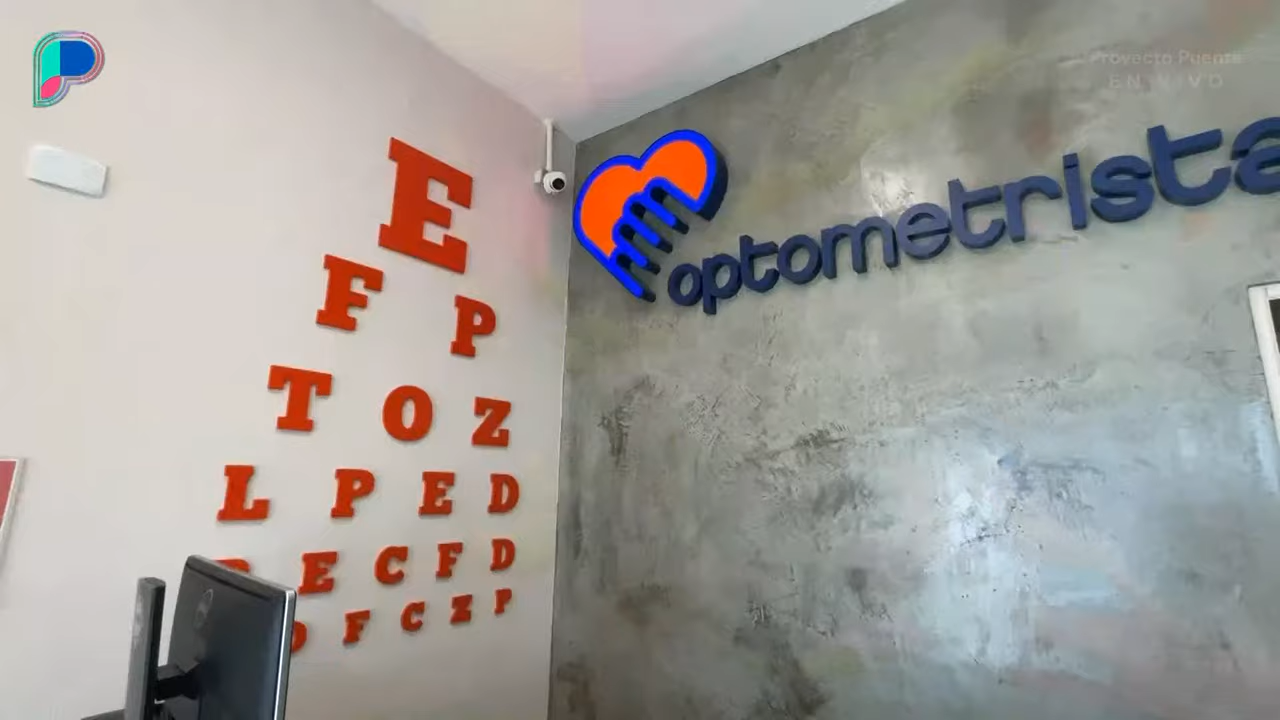 Proyecto Puente
EN VIVO
E
F P
T O Z
L P E D
E C F D
F C Z P
optometrista